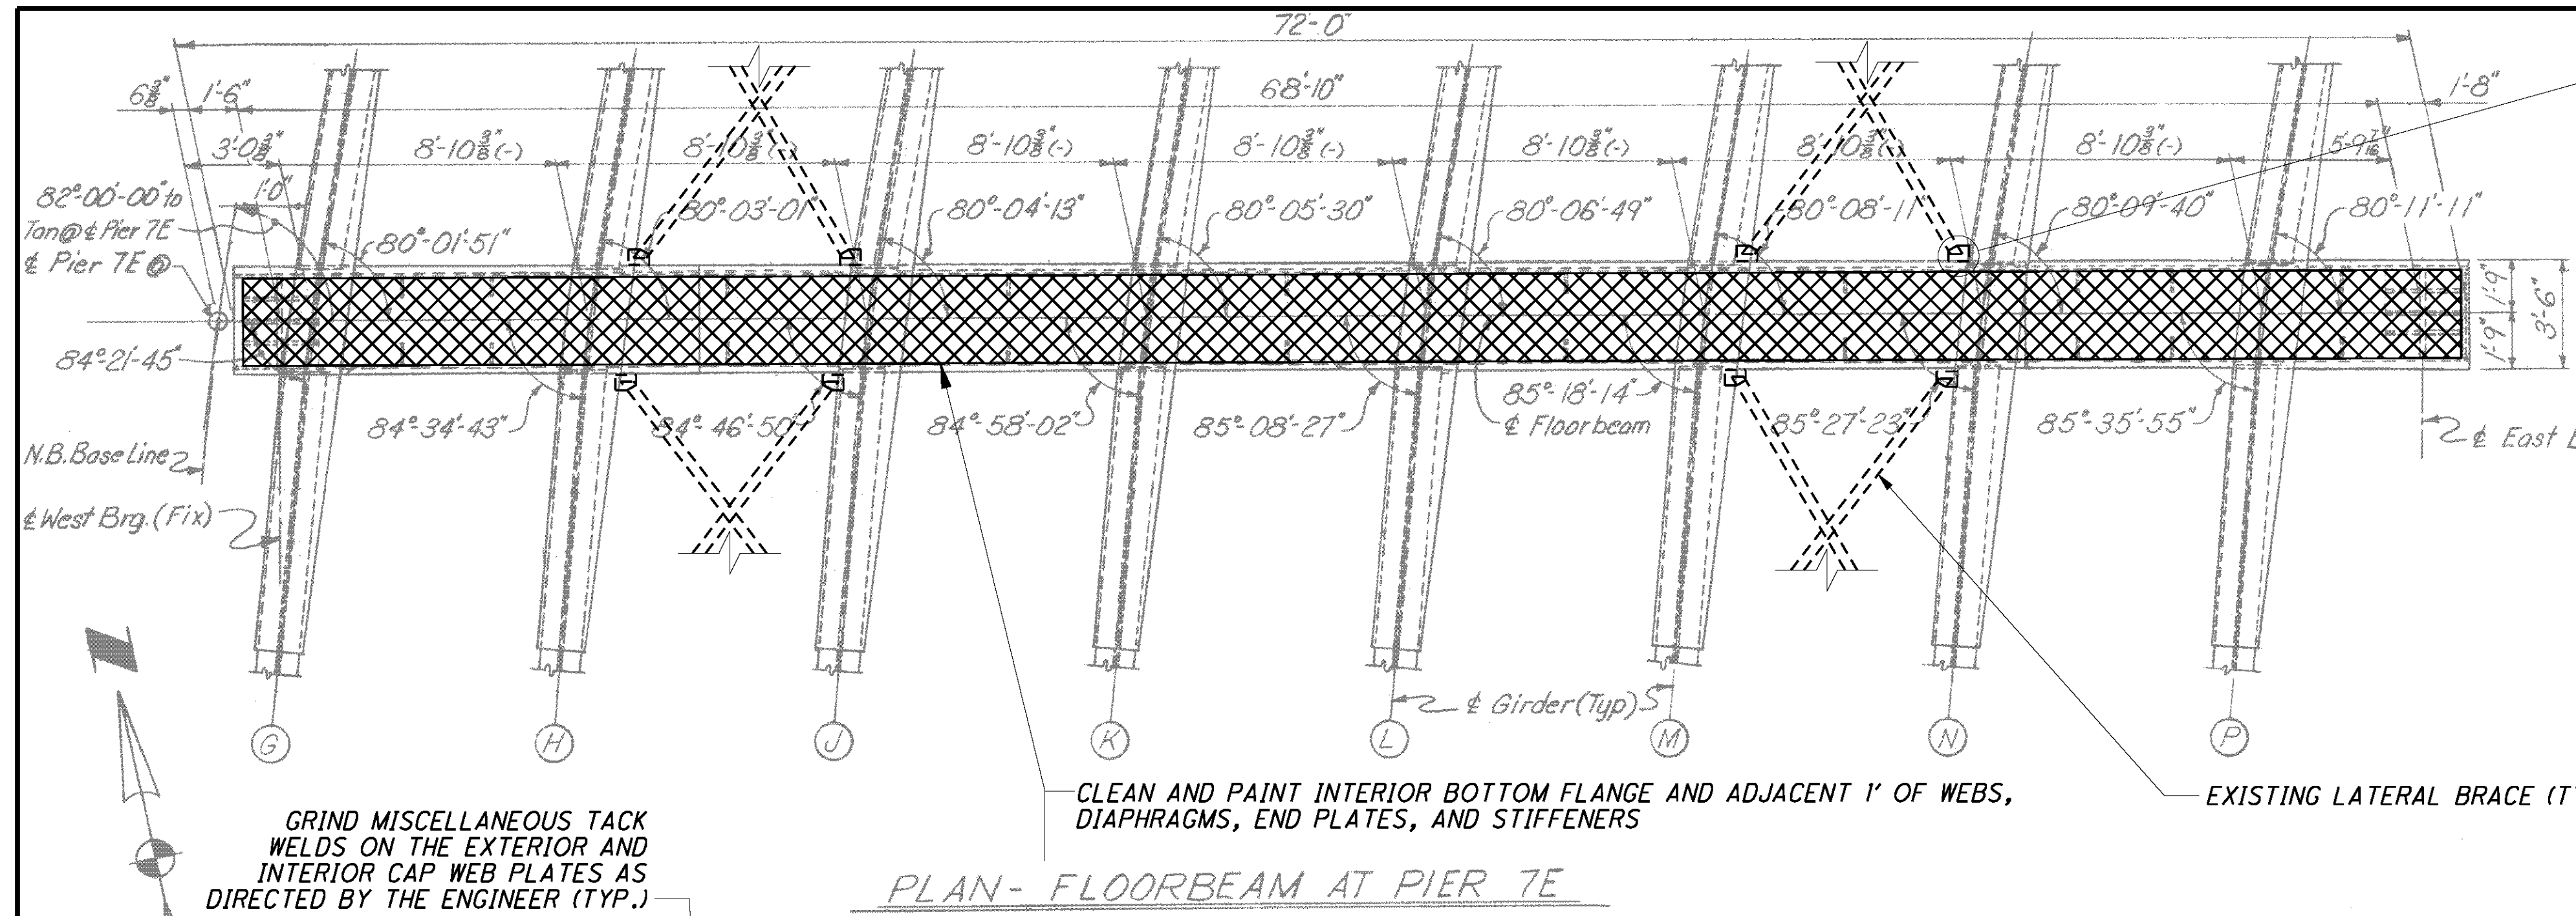 72'-0"
6 3/8" 1'-6" 68'-10" 1'-8"
3'-0 3/8" 8'-10 3/8"(-) 8'-10 3/8"(-) 8'-10 3/8"(-) 8'-10 3/8"(-) 8'-10 3/8"(-) 8'-10 3/8"(-) 8'-10 3/8"(-) 5'-9 7/16"
1'-0"
82°-00'-00" to
Tan @ ℄ Pier 7E
℄ Pier 7E @
80°-01'-51" 80°-03'-01" 80°-04'-13" 80°-05'-30" 80°-06'-49" 80°-08'-11" 80°-09'-40" 80°-11'-11"
1'-9" 1'-9" 3'-6"
84°-21'-45"
84°-34'-43" 84°-46'-50" 84°-58'-02" 85°-08'-27" 85°-18'-14" 85°-27'-23" 85°-35'-55"
℄ Floorbeam
℄ East
N.B. Base Line
℄ West Brg. (Fix)
N
℄ Girder (Typ)
G H J K L M N P
CLEAN AND PAINT INTERIOR BOTTOM FLANGE AND ADJACENT 1' OF WEBS,
DIAPHRAGMS, END PLATES, AND STIFFENERS
EXISTING LATERAL BRACE
GRIND MISCELLANEOUS TACK
WELDS ON THE EXTERIOR AND
INTERIOR CAP WEB PLATES AS
DIRECTED BY THE ENGINEER (TYP.)
PLAN - FLOORBEAM AT PIER 7E